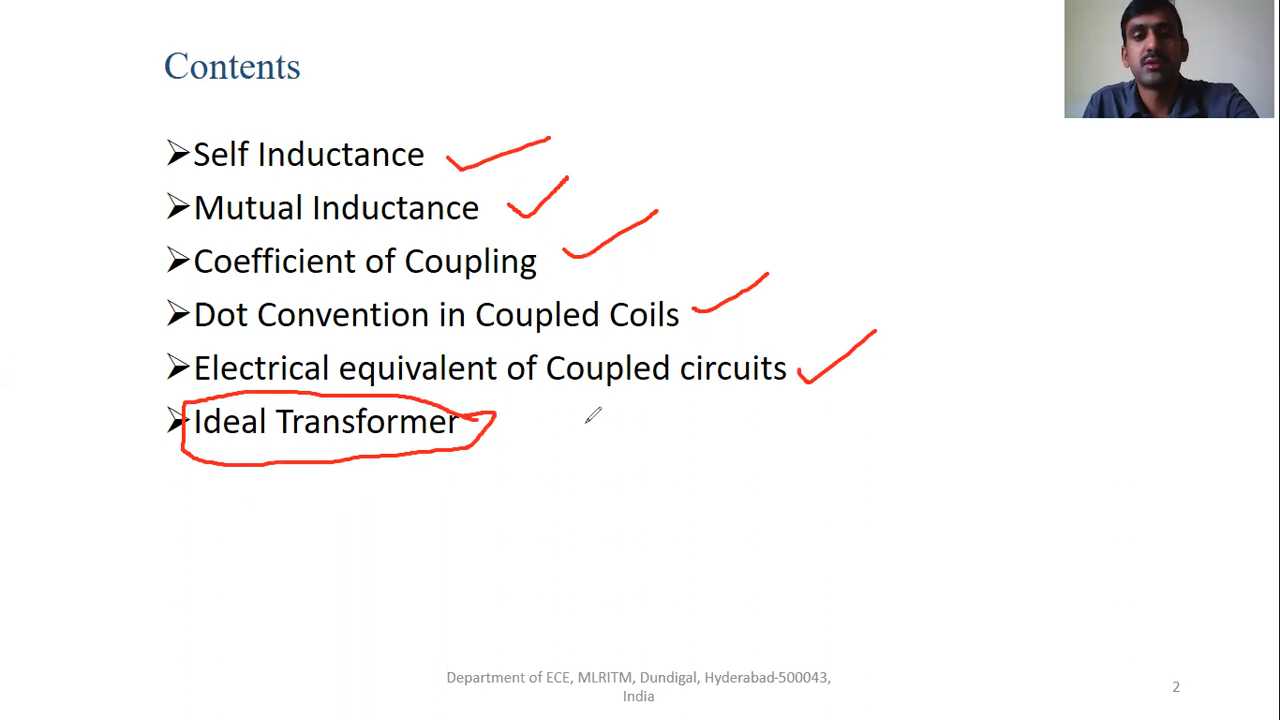 Contents
➢Self Inductance
➢Mutual Inductance
➢Coefficient of Coupling
➢Dot Convention in Coupled Coils
➢Electrical equivalent of Coupled circuits
➢Ideal Transformer
Department of ECE, MLRITM, Dundigal, Hyderabad-500043,
India
2